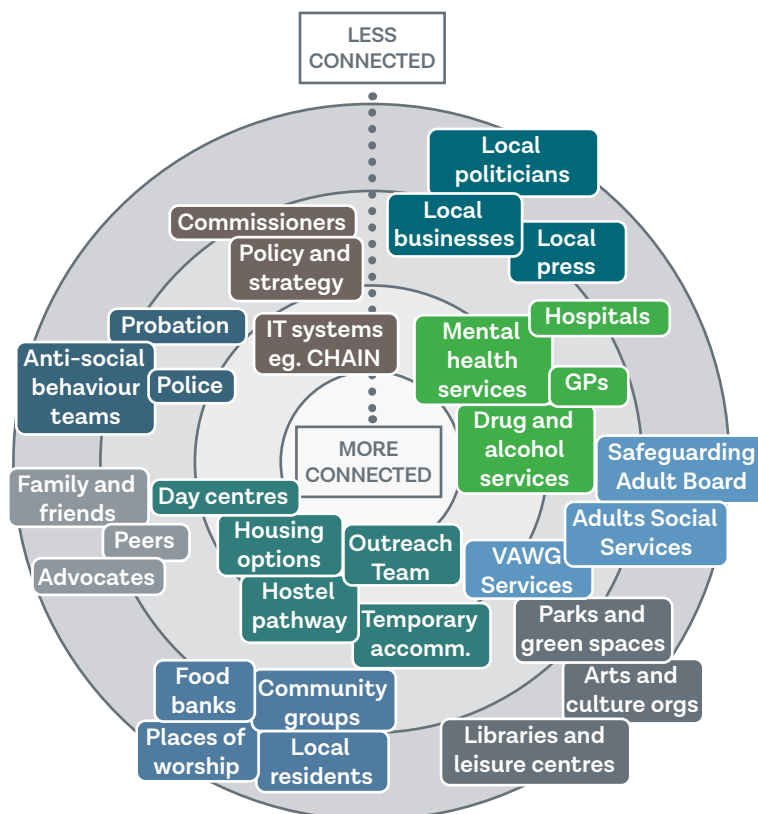 LESS
CONNECTED
Local
politicians
Commissioners
Local
businesses
Local
press
Policy and
strategy
Probation
IT systems
eg. CHAIN
Hospitals
Mental
health
services
Anti-social
behaviour
teams
Police
GPs
Drug and
alcohol
services
MORE
CONNECTED
Safeguarding
Adult Board
Family and
friends
Day centres
Adults Social
Services
Peers
Housing
options
Outreach
Team
VAWG
Services
Advocates
Hostel
pathway
Temporary
accomm.
Parks and
green spaces
Food
banks
Community
groups
Arts and
culture orgs
Places of
worship
Local
residents
Libraries and
leisure centres